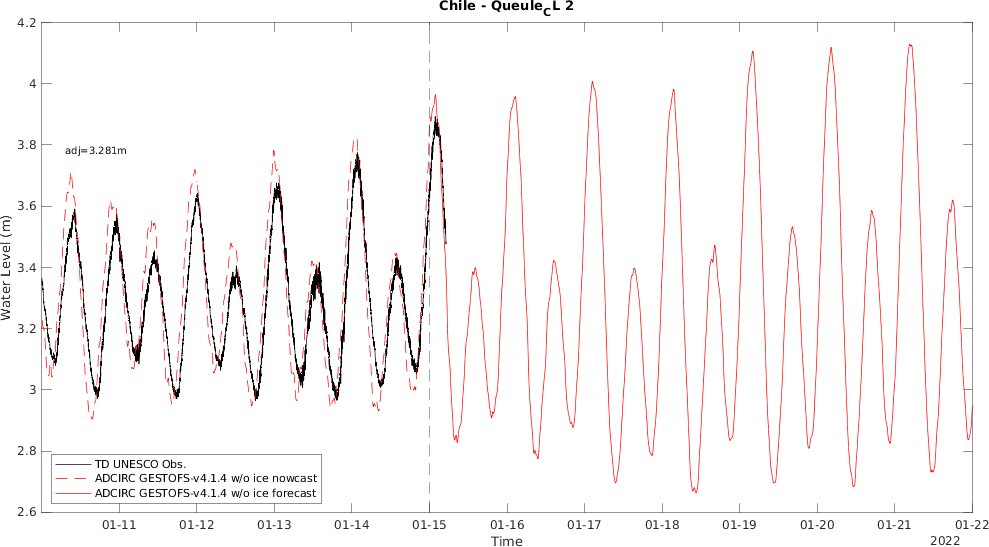 Chile - Queule_CL 2
4.2
4
3.8
3.6
3.4
3.2
3
2.8
2.6
Water Level (m)
adj=3.281m
TD UNESCO Obs.
ADCIRC GESTOFS-v4.1.4 w/o ice nowcast
ADCIRC GESTOFS-v4.1.4 w/o ice forecast
01-11 01-12 01-13 01-14 01-15 01-16 01-17 01-18 01-19 01-20 01-21 01-22
Time
2022